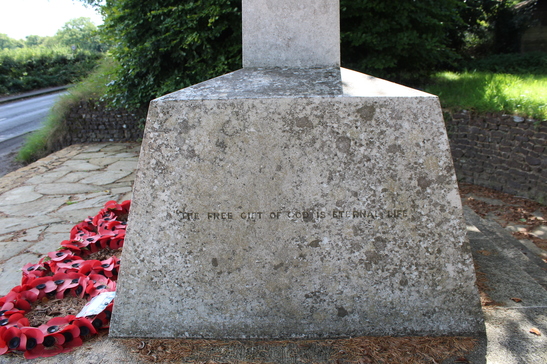 "THE FREE GIFT OF GOD IS ETERNAL LIFE